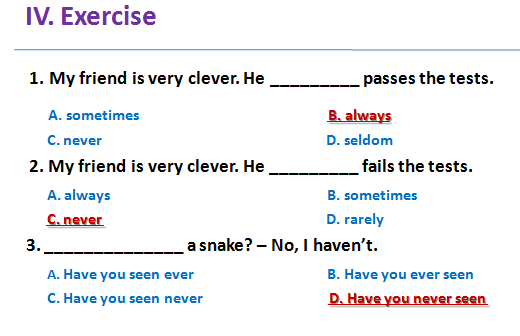 IV. Exercise
1. My friend is very clever. He _________ passes the tests.
A. sometimes B. always
C. never D. seldom
2. My friend is very clever. He _________ fails the tests.
A. always B. sometimes
C. never D. rarely
3. ______________ a snake? – No, I haven't.
A. Have you seen ever B. Have you ever seen
C. Have you seen never D. Have you never seen